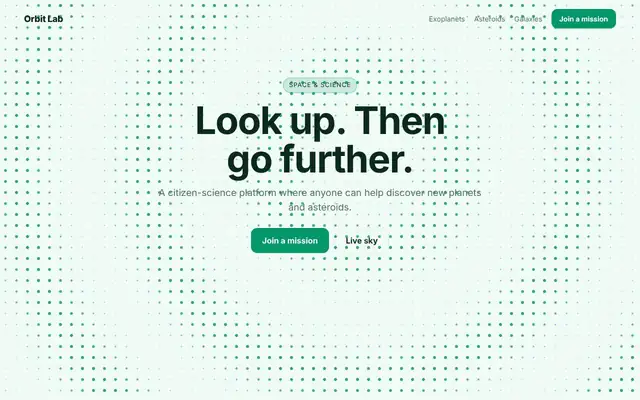 Orbit Lab
Exoplanets Asteroids Galaxies Join a mission
SPACE & SCIENCE
Look up. Then
go further.
A citizen-science platform where anyone can help discover new planets
and asteroids.
Join a mission Live sky